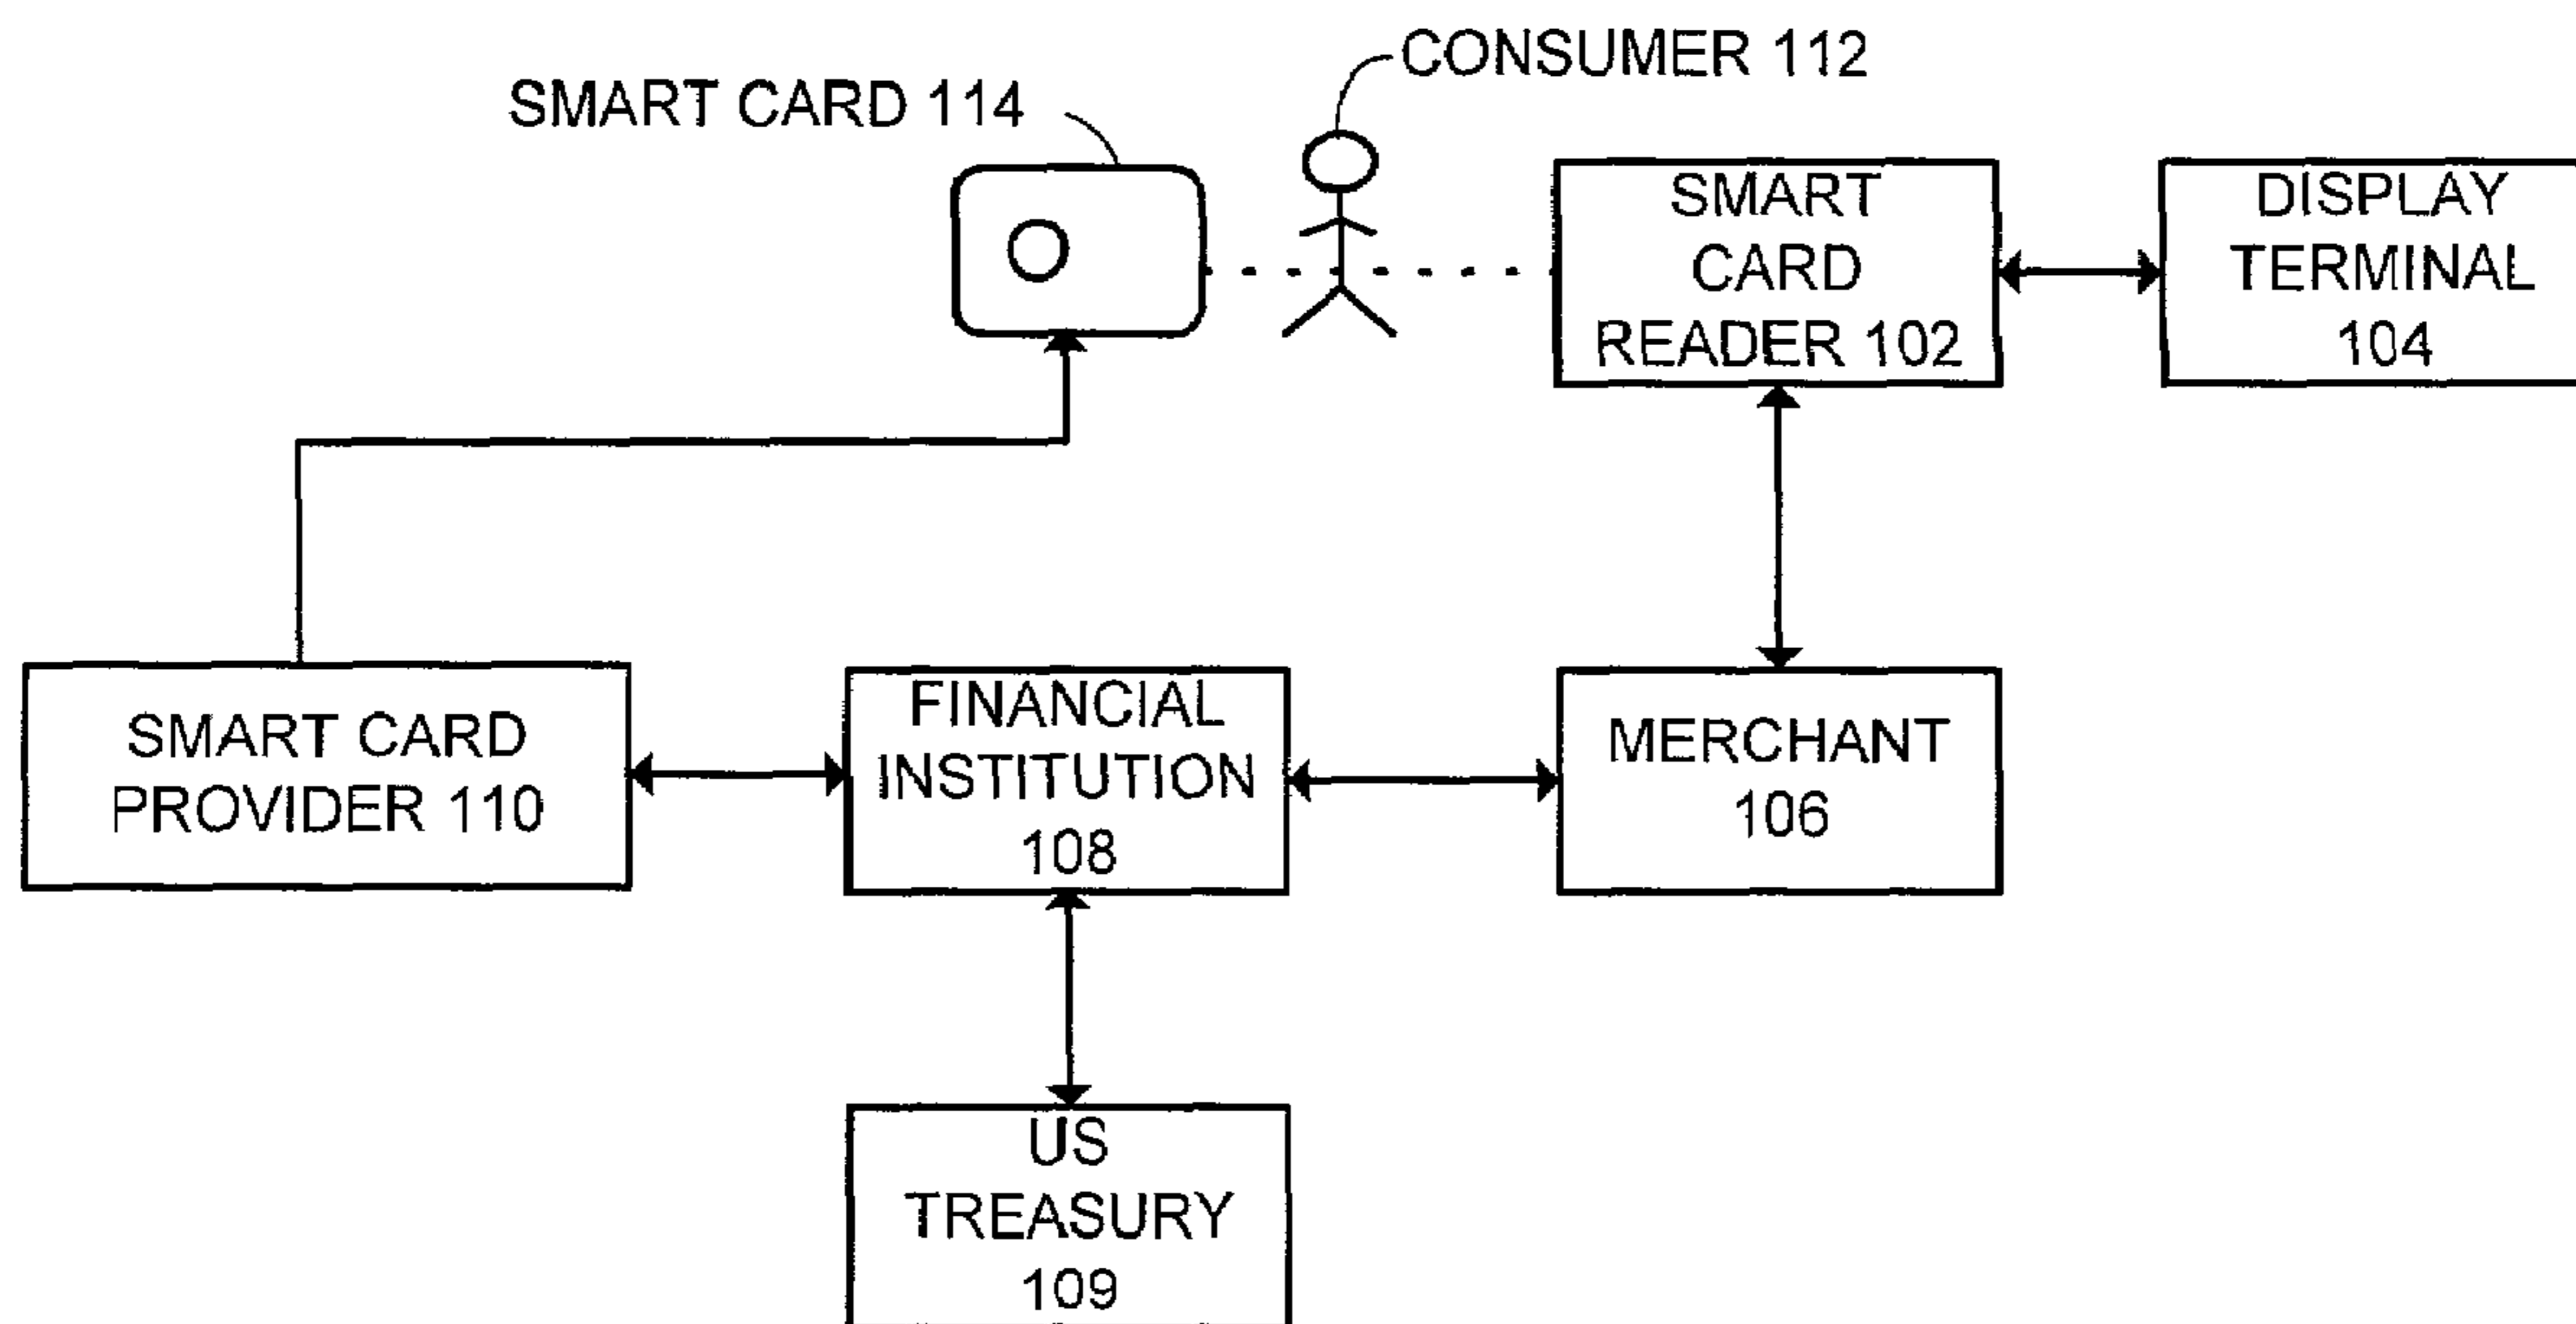 CONSUMER 112
SMART CARD 114
SMART
CARD
READER 102
DISPLAY
TERMINAL
104
SMART CARD
PROVIDER 110
FINANCIAL
INSTITUTION
108
MERCHANT
106
US
TREASURY
109